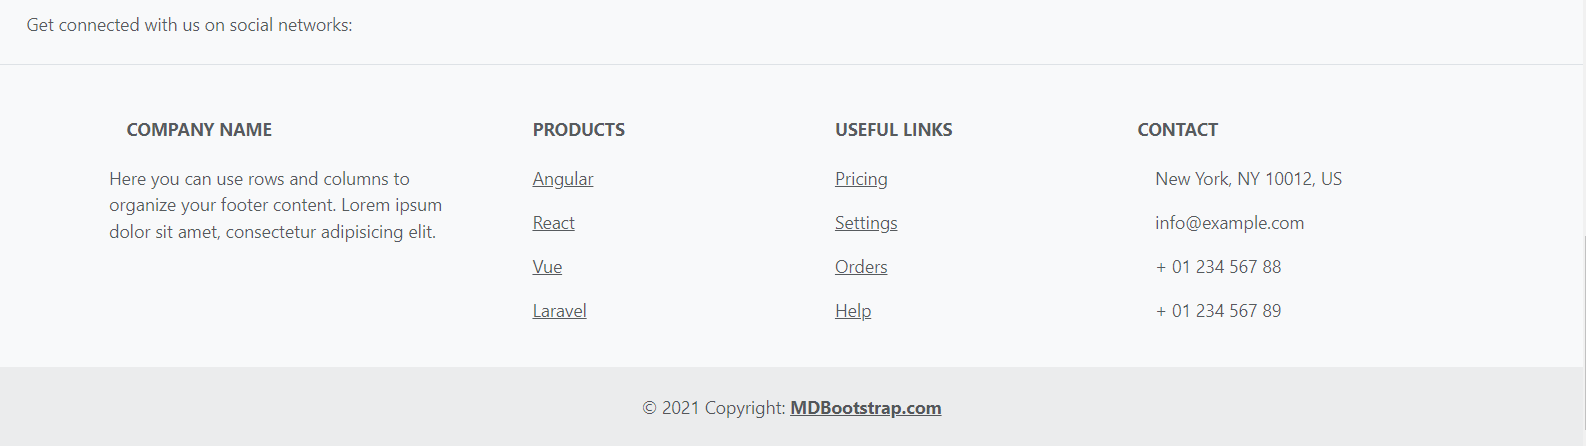 Get connected with us on social networks:
COMPANY NAME
Here you can use rows and columns to
organize your footer content. Lorem ipsum
dolor sit amet, consectetur adipisicing elit.
PRODUCTS
Angular
React
Vue
Laravel
USEFUL LINKS
Pricing
Settings
Orders
Help
CONTACT
New York, NY 10012, US
info@example.com
+ 01 234 567 88
+ 01 234 567 89
© 2021 Copyright: MDBootstrap.com